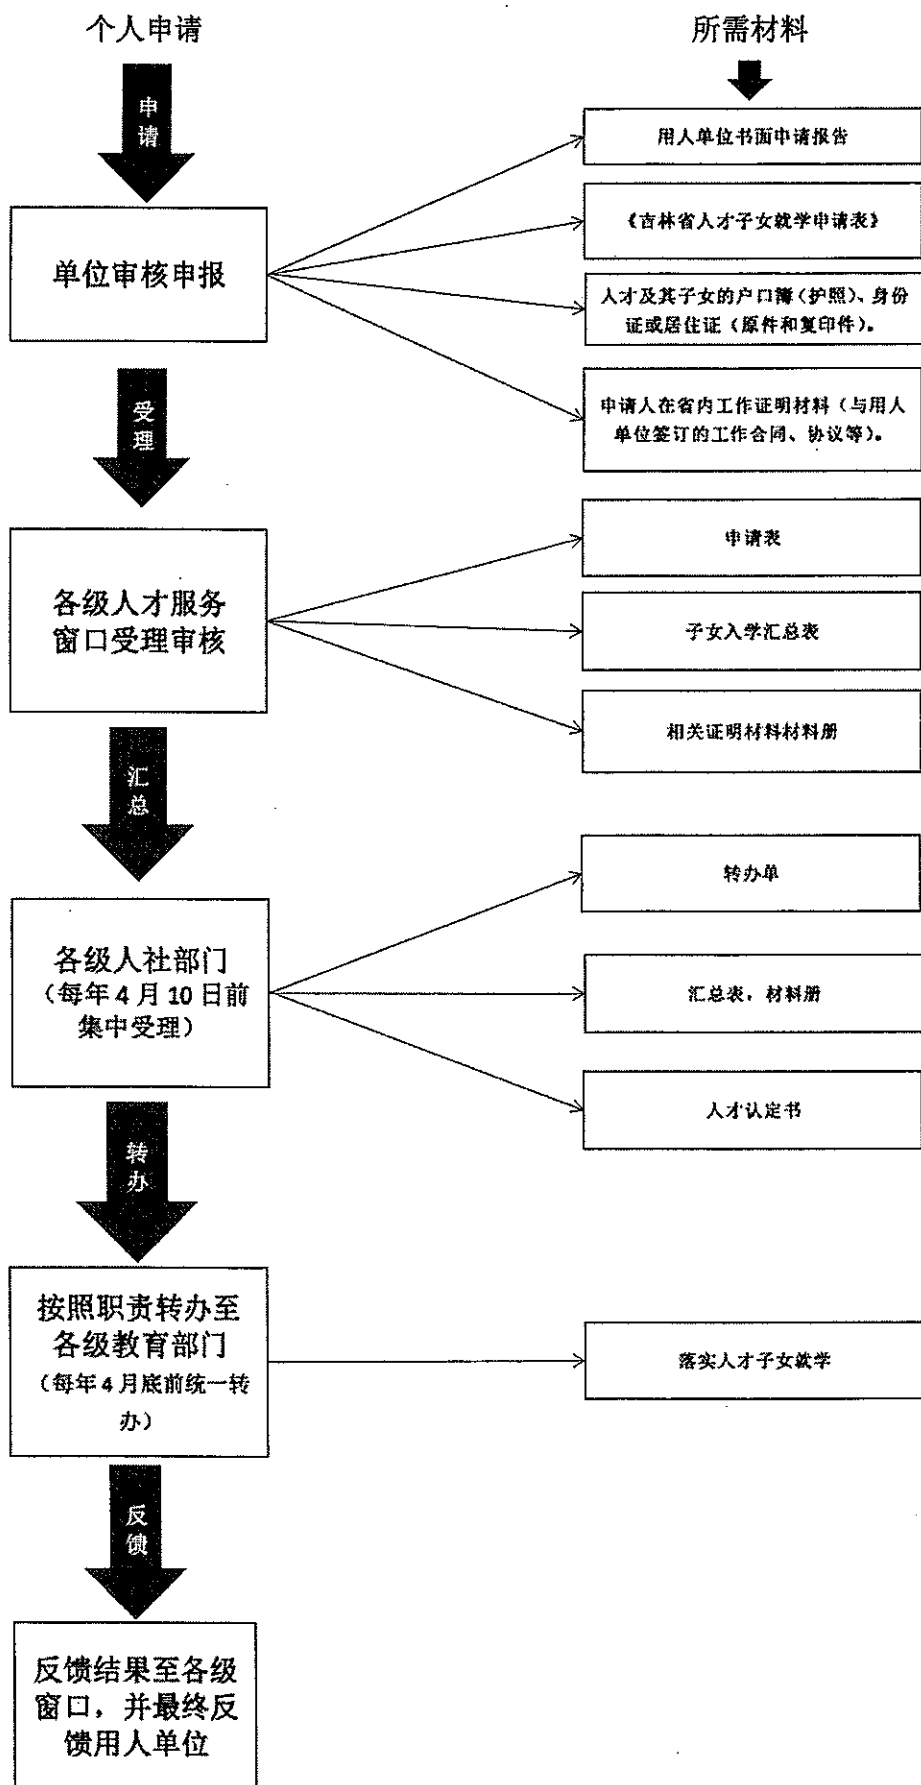 个人申请
所需材料
申
请
用人单位书面申请报告
《吉林省人才子女就学申请表》
单位审核申报
人才及其子女的户口簿（护照）、身份
证或居住证（原件和复印件）。
受
理
申请人在省内工作证明材料（与用人
单位签订的工作合同、协议等）。
申请表
各级人才服务
窗口受理审核
子女入学汇总表
相关证明材料材料册
汇
总
转办单
各级人社部门
（每年 4 月 10 日前
集中受理）
汇总表，材料册
人才认定书
转
办
按照职责转办至
各级教育部门
（每年 4 月底前统一转
办）
落实人才子女就学
反
馈
反馈结果至各级
窗口，并最终反
馈用人单位